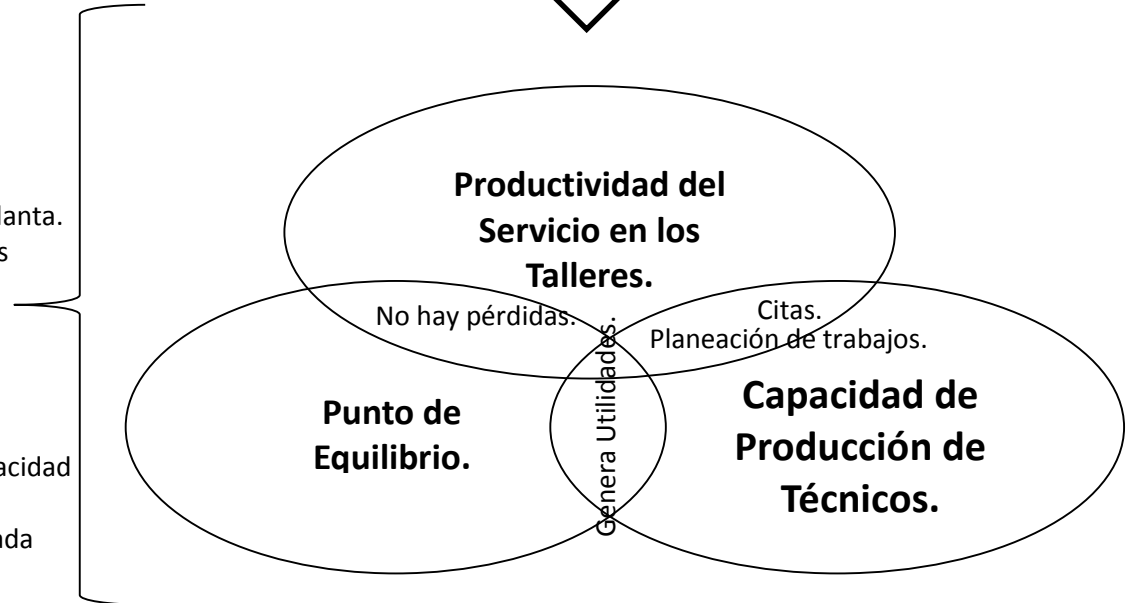 lanta.
s
acidad
ada
Productividad del
Servicio en los
Talleres.
No hay pérdidas.
Citas.
Planeación de trabajos.
Genera Utilidades.
Punto de
Equilibrio.
Capacidad de
Producción de
Técnicos.